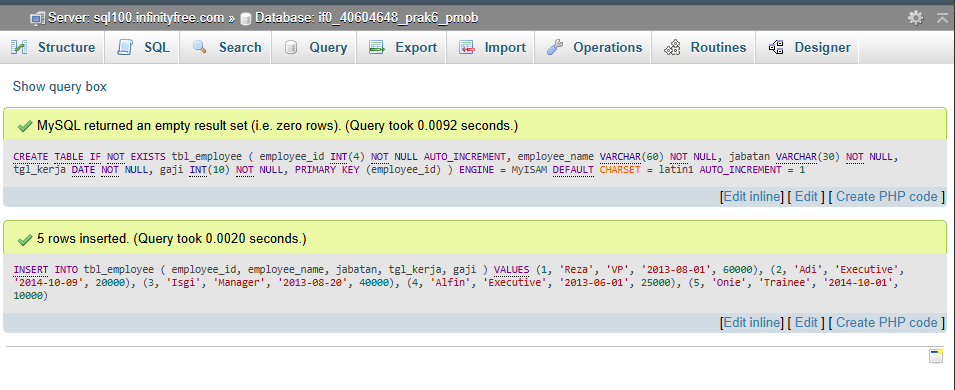 Server: sql100.infinityfree.com » Database: if0_40604648_prak6_pmob
Structure SQL Search Query Export Import Operations Routines Designer
Show query box
MySQL returned an empty result set (i.e. zero rows). (Query took 0.0092 seconds.)
CREATE TABLE IF NOT EXISTS tbl_employee ( employee_id INT(4) NOT NULL AUTO_INCREMENT, employee_name VARCHAR(60) NOT NULL, jabatan VARCHAR(30) NOT NULL,
tgl_kerja DATE NOT NULL, gaji INT(10) NOT NULL, PRIMARY KEY (employee_id) ) ENGINE = MyISAM DEFAULT CHARSET = latin1 AUTO_INCREMENT = 1
[Edit inline] [ Edit ] [ Create PHP code ]
5 rows inserted. (Query took 0.0020 seconds.)
INSERT INTO tbl_employee ( employee_id, employee_name, jabatan, tgl_kerja, gaji ) VALUES (1, 'Reza', 'VP', '2013-08-01', 60000), (2, 'Adi', 'Executive',
'2014-10-09', 20000), (3, 'Isgi', 'Manager', '2013-08-20', 40000), (4, 'Alfin', 'Executive', '2013-06-01', 25000), (5, 'Onie', 'Trainee', '2014-10-01',
10000)
[Edit inline] [ Edit ] [ Create PHP code ]